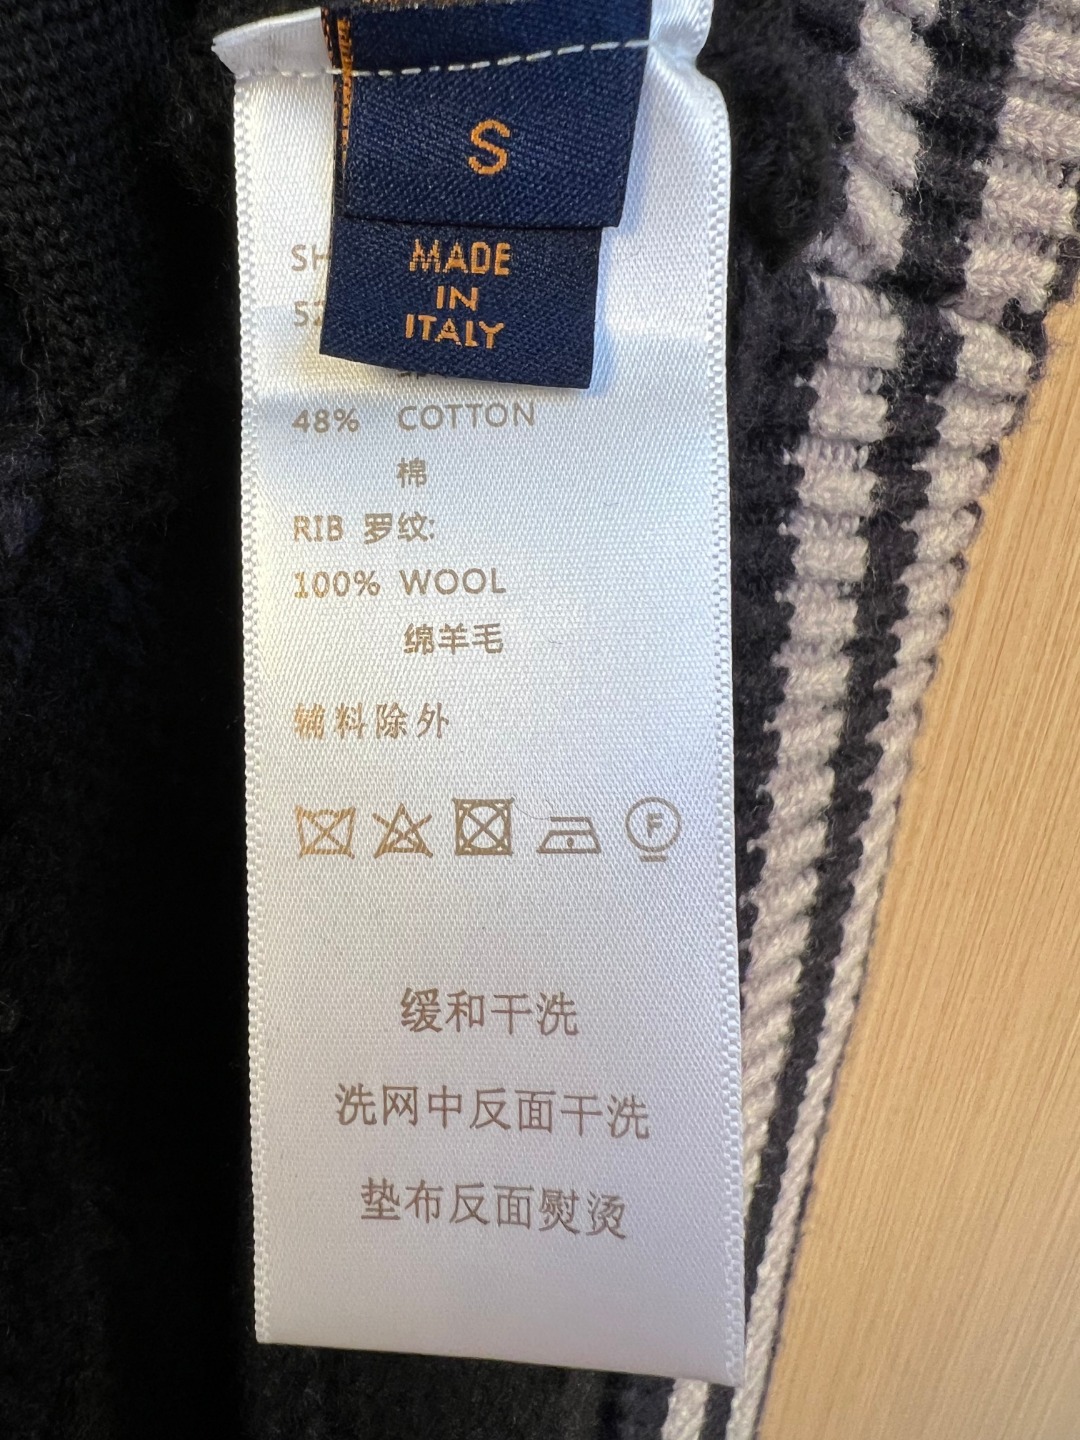 S
MADE
IN
ITALY
48% COTTON
棉
RIB 罗纹:
100% WOOL
绵羊毛
辅料除外
F
缓和干洗
洗网中反面干洗
垫布反面熨烫